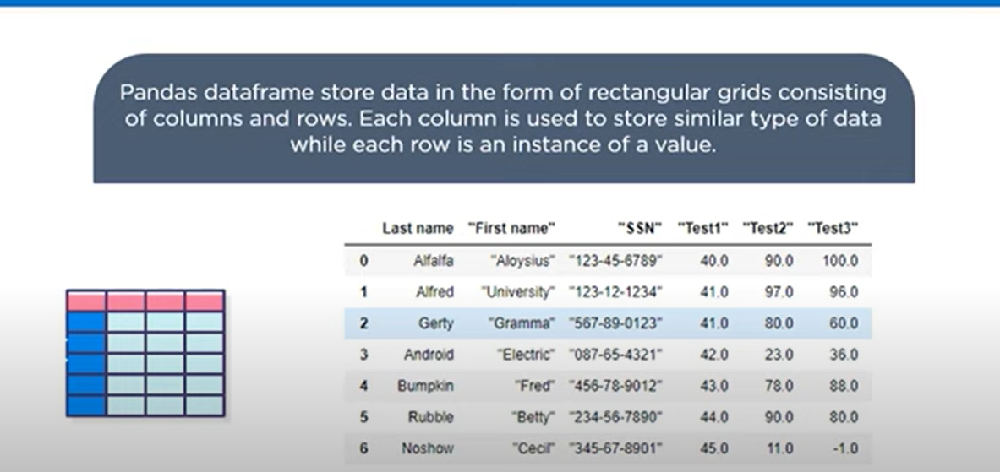 Pandas dataframe store data in the form of rectangular grids consisting
of columns and rows. Each column is used to store similar type of data
while each row is an instance of a value.
Last name "First name" "SSN" "Test1" "Test2" "Test3"
0 Alfalfa "Aloysius" "123-45-6789" 40.0 90.0 100.0
1 Alfred "University" "123-12-1234" 41.0 97.0 96.0
2 Gerty "Gramma" "567-89-0123" 41.0 80.0 60.0
3 Android "Electric" "087-65-4321" 42.0 23.0 36.0
4 Bumpkin "Fred" "456-78-9012" 43.0 78.0 88.0
5 Rubble "Betty" "234-56-7890" 44.0 90.0 80.0
6 Noshow "Cecil" "345-67-8901" 45.0 11.0 -1.0